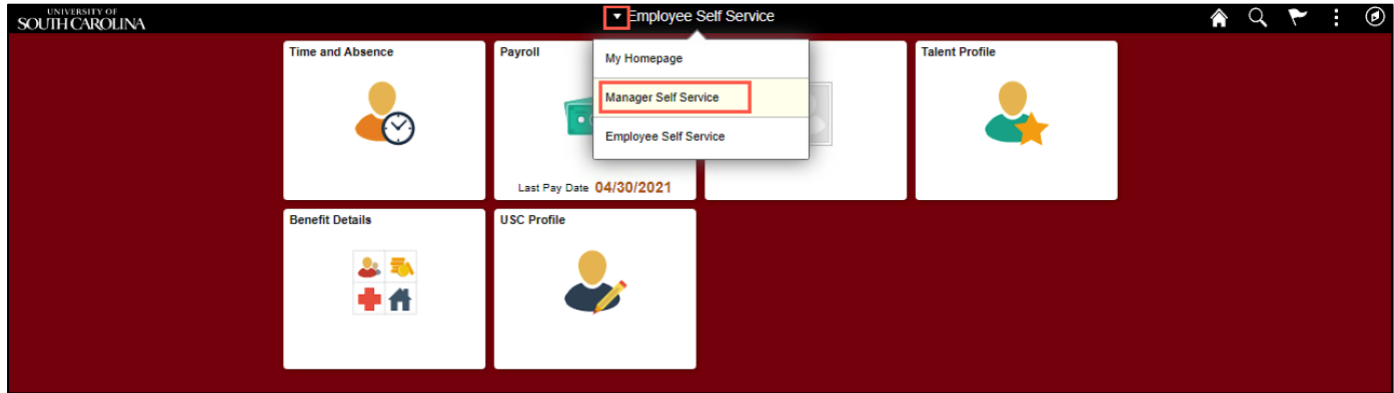 UNIVERSITY OF
SOUTH CAROLINA
Employee Self Service
Time and Absence
Payroll
My Homepage
Manager Self Service
Employee Self Service
Talent Profile
Last Pay Date 04/30/2021
Benefit Details
USC Profile